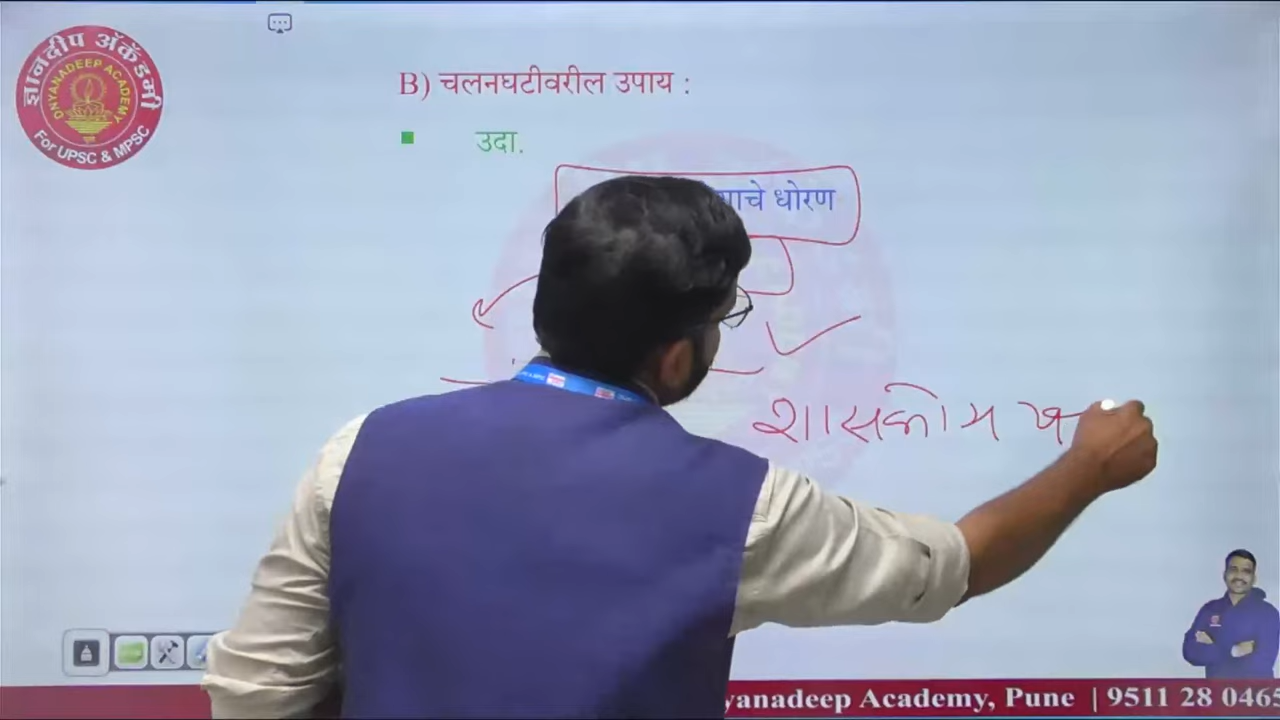 ज्ञानदीप अ‍ॅकॅडमी
DNYANADEEP ACADEMY
पुणे
For UPSC & MPSC
B) चलनघटीवरील उपाय :
उदा.
धोरण
शासकीय
yanadeep Academy, Pune | 9511 28 0465